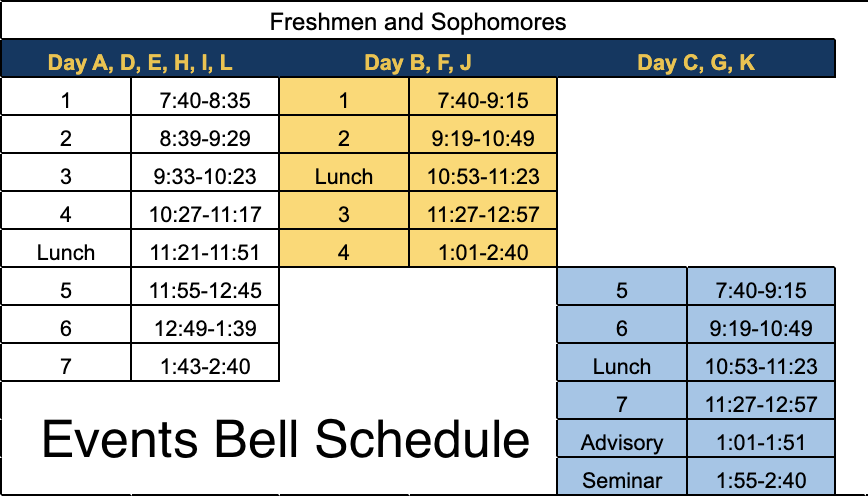 Freshmen and Sophomores
Day A, D, E, H, I, L Day B, F, J Day C, G, K
1 7:40-8:35 1 7:40-9:15
2 8:39-9:29 2 9:19-10:49
3 9:33-10:23 Lunch 10:53-11:23
4 10:27-11:17 3 11:27-12:57
Lunch 11:21-11:51 4 1:01-2:40
5 11:55-12:45 5 7:40-9:15
6 12:49-1:39 6 9:19-10:49
7 1:43-2:40 Lunch 10:53-11:23
7 11:27-12:57
Events Bell Schedule Advisory 1:01-1:51
Seminar 1:55-2:40